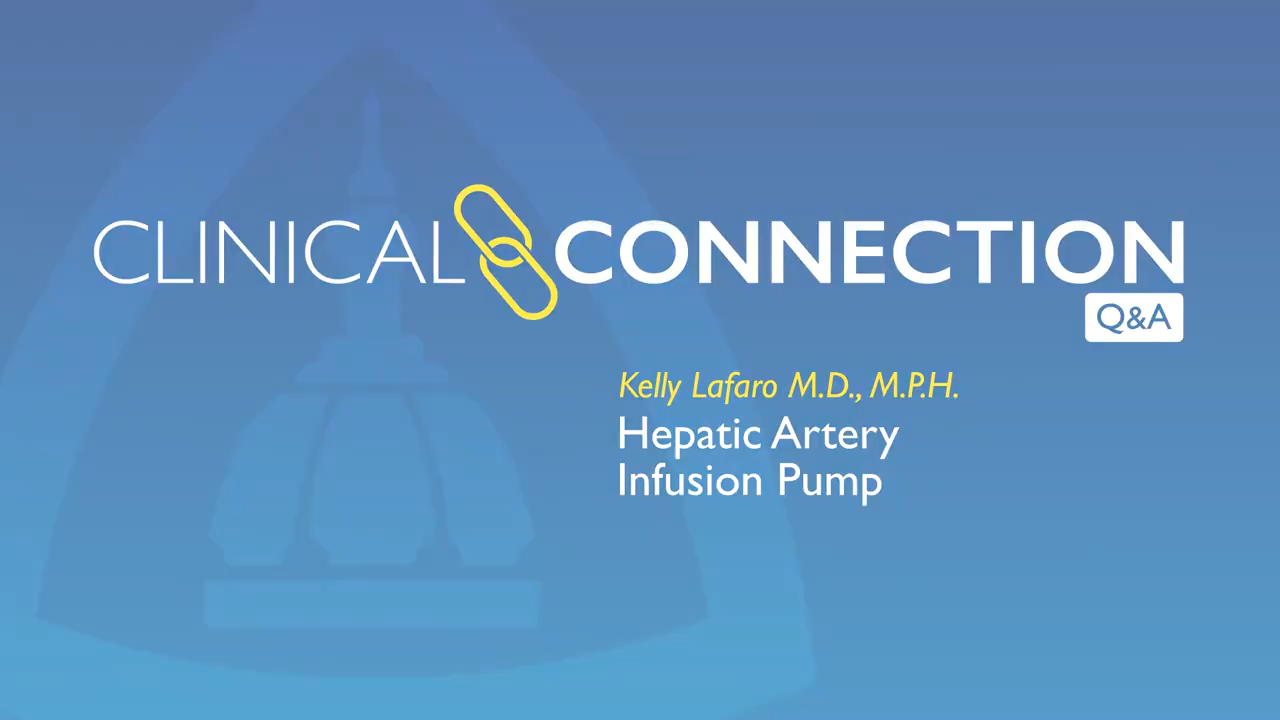 CLINICAL CONNECTION
Q&A
Kelly Lafaro M.D., M.P.H.
Hepatic Artery
Infusion Pump